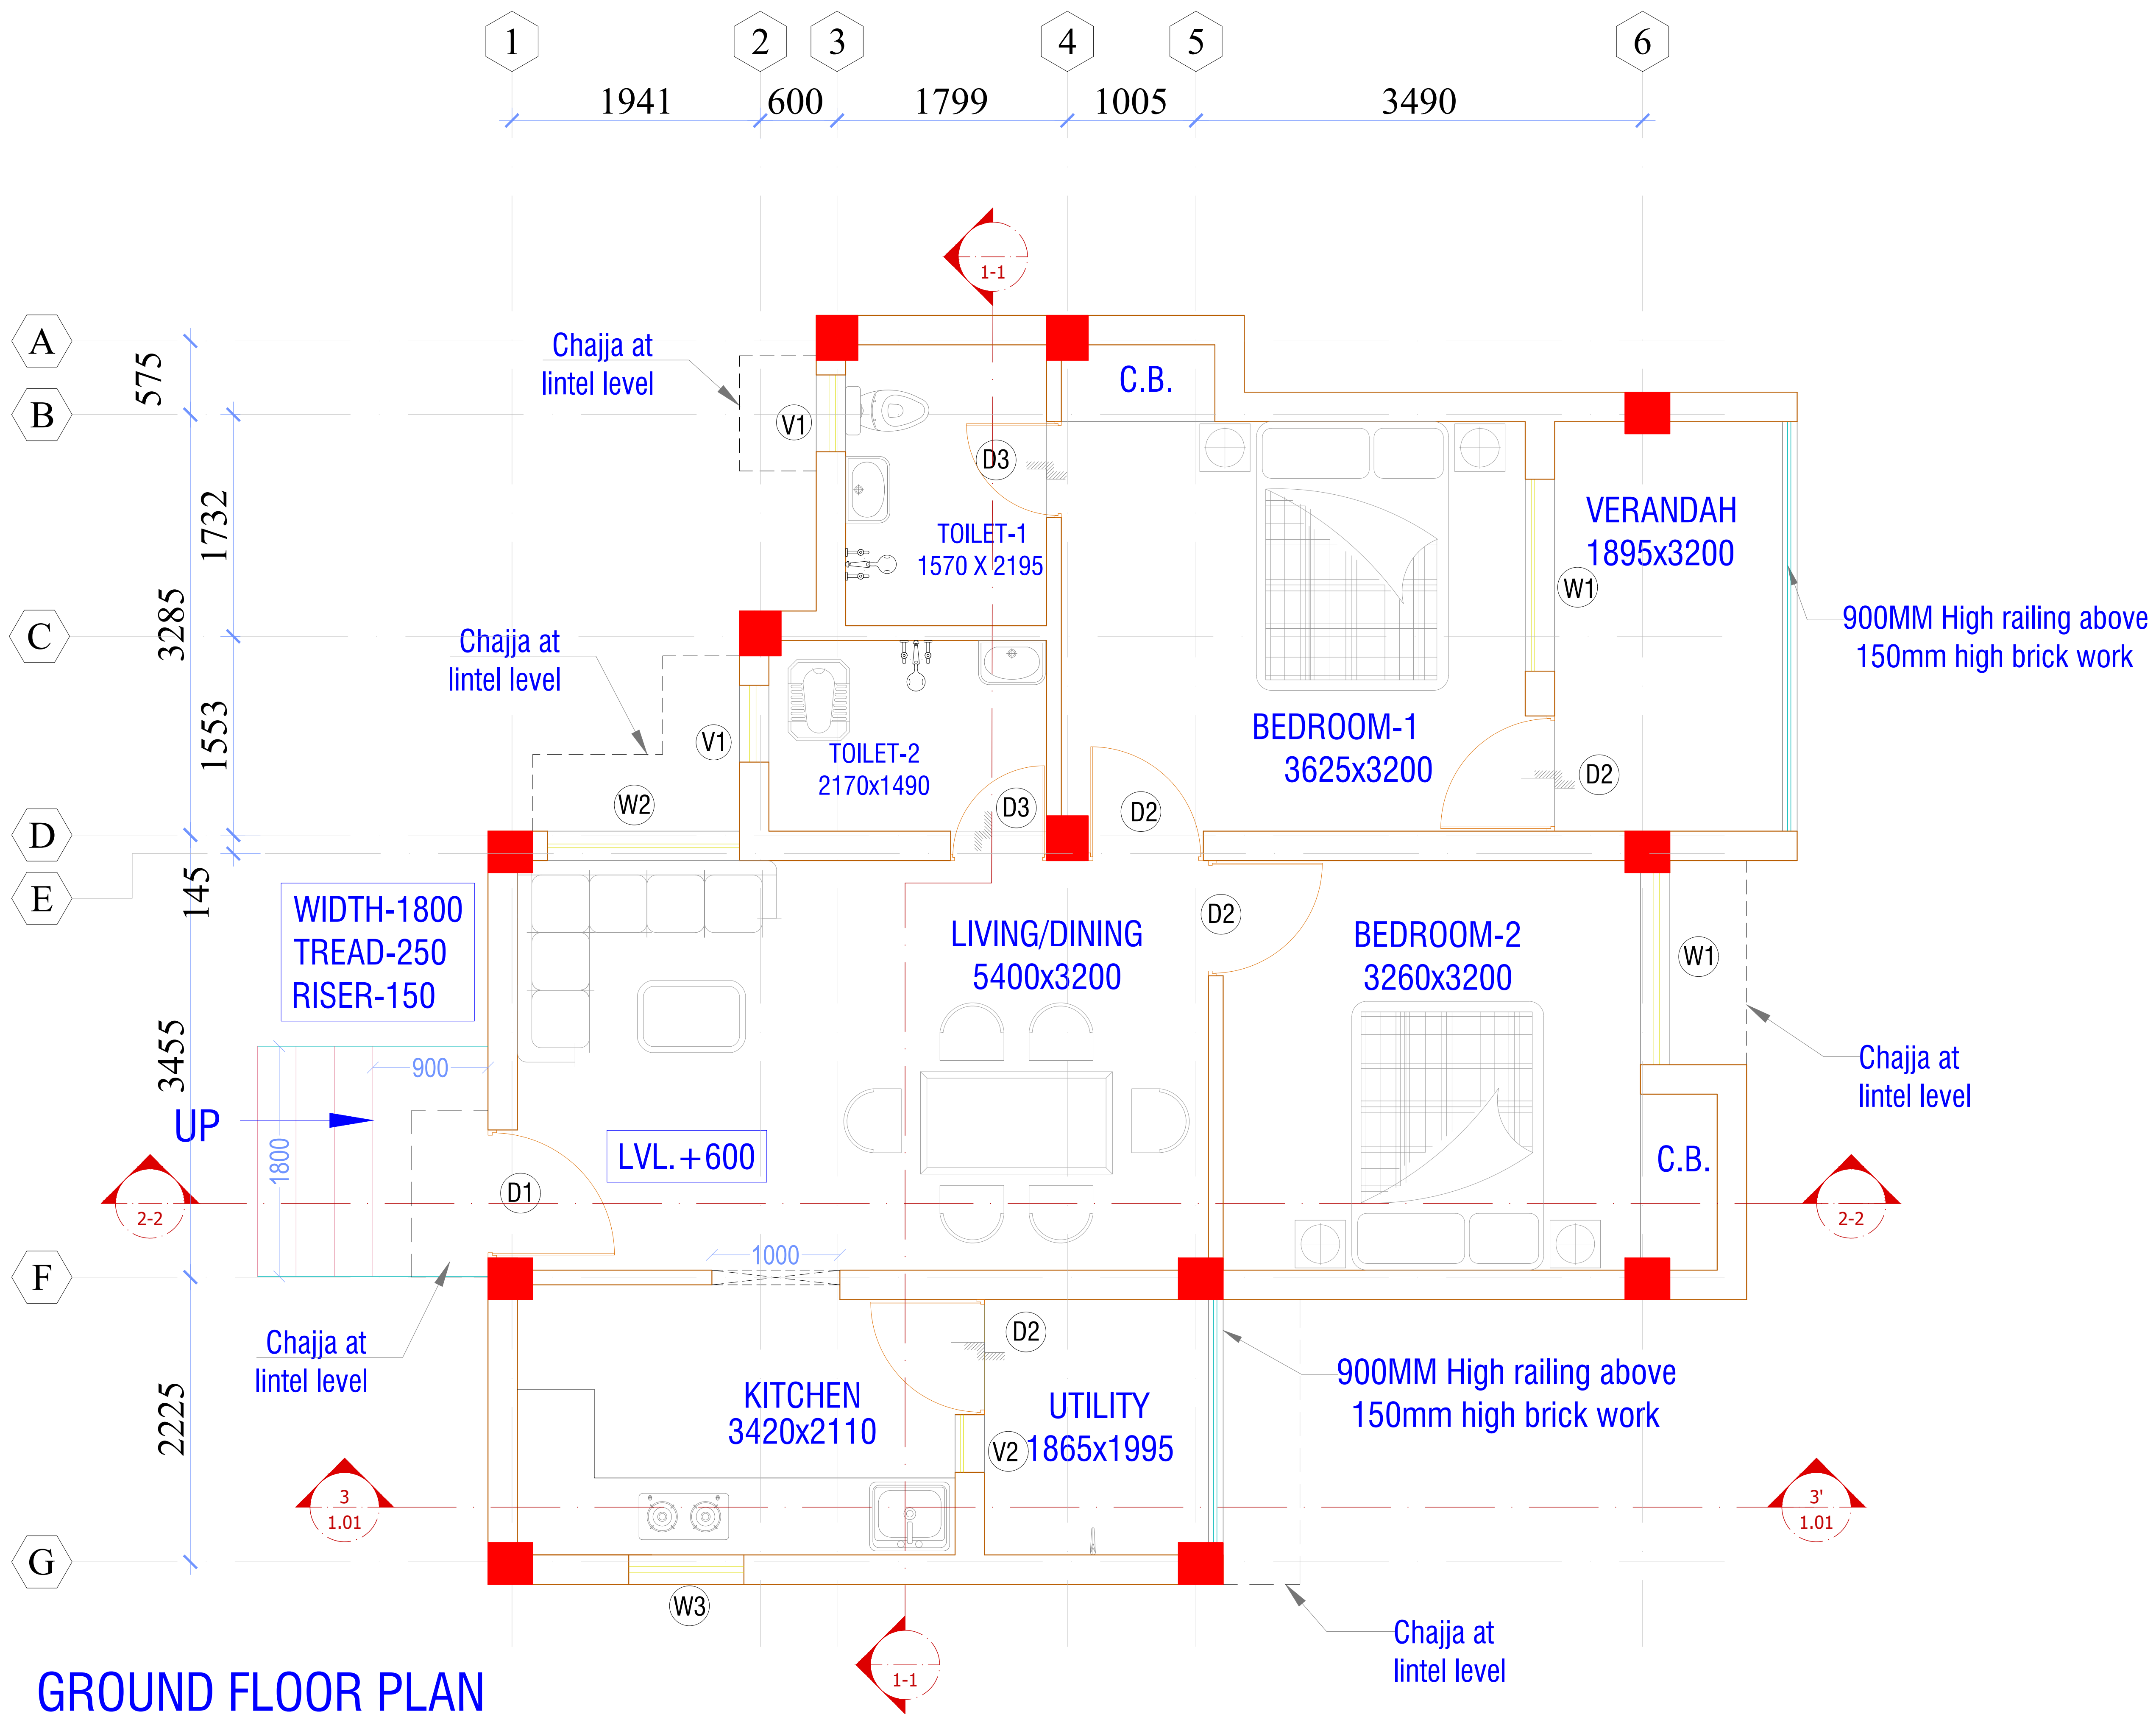 1 2 3 4 5 6
1941 600 1799 1005 3490
1-1
A
575
Chajja at
lintel level
C.B.
B
V1
D3
1732
VERANDAH
1895x3200
TOILET-1
1570 X 2195
W1
3285
C
Chajja at
lintel level
900MM High railing above
150mm high brick work
1553
V1
BEDROOM-1
3625x3200
TOILET-2
2170x1490
D2
W2
D3
D2
D
E
145
WIDTH-1800
TREAD-250
RISER-150
D2
LIVING/DINING
5400x3200
BEDROOM-2
3260x3200
W1
3455
900
Chajja at
lintel level
UP
1800
LVL.+600
C.B.
D1
2-2
2-2
1000
F
Chajja at
lintel level
D2
900MM High railing above
150mm high brick work
2225
KITCHEN
3420x2110
UTILITY
1865x1995
V2
3
1.01
3'
1.01
G
W3
Chajja at
lintel level
1-1
GROUND FLOOR PLAN